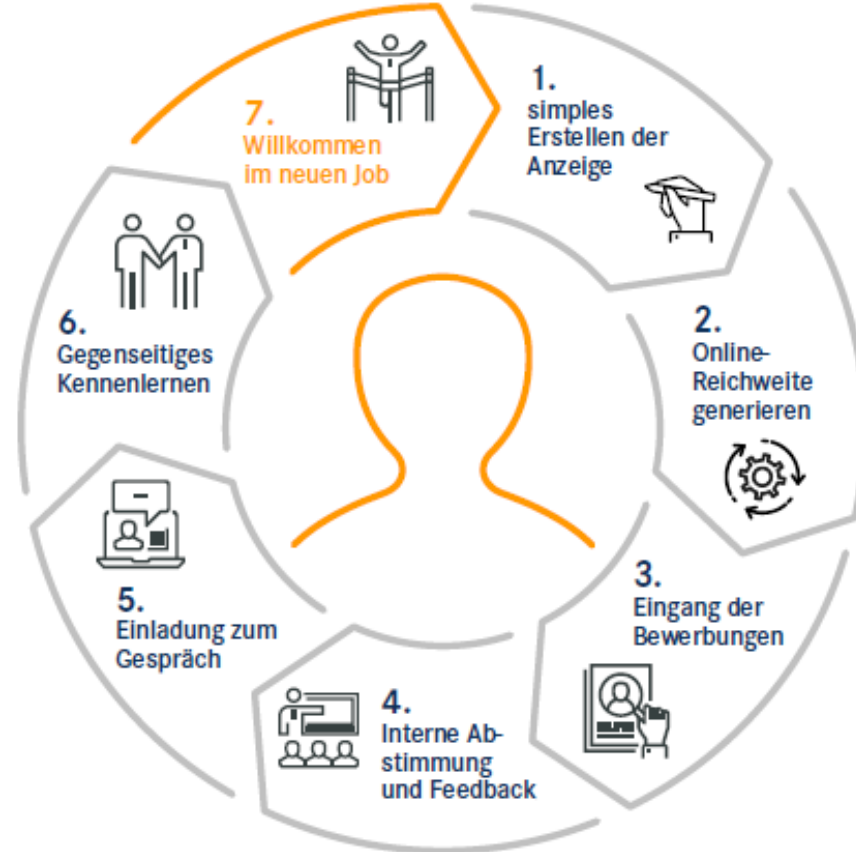 1.
simples
Erstellen der
Anzeige
2.
Online-
Reichweite
generieren
3.
Eingang der
Bewerbungen
4.
Interne Ab-
stimmung
und Feedback
5.
Einladung zum
Gespräch
6.
Gegenseitiges
Kennenlernen
7.
Willkommen
im neuen Job